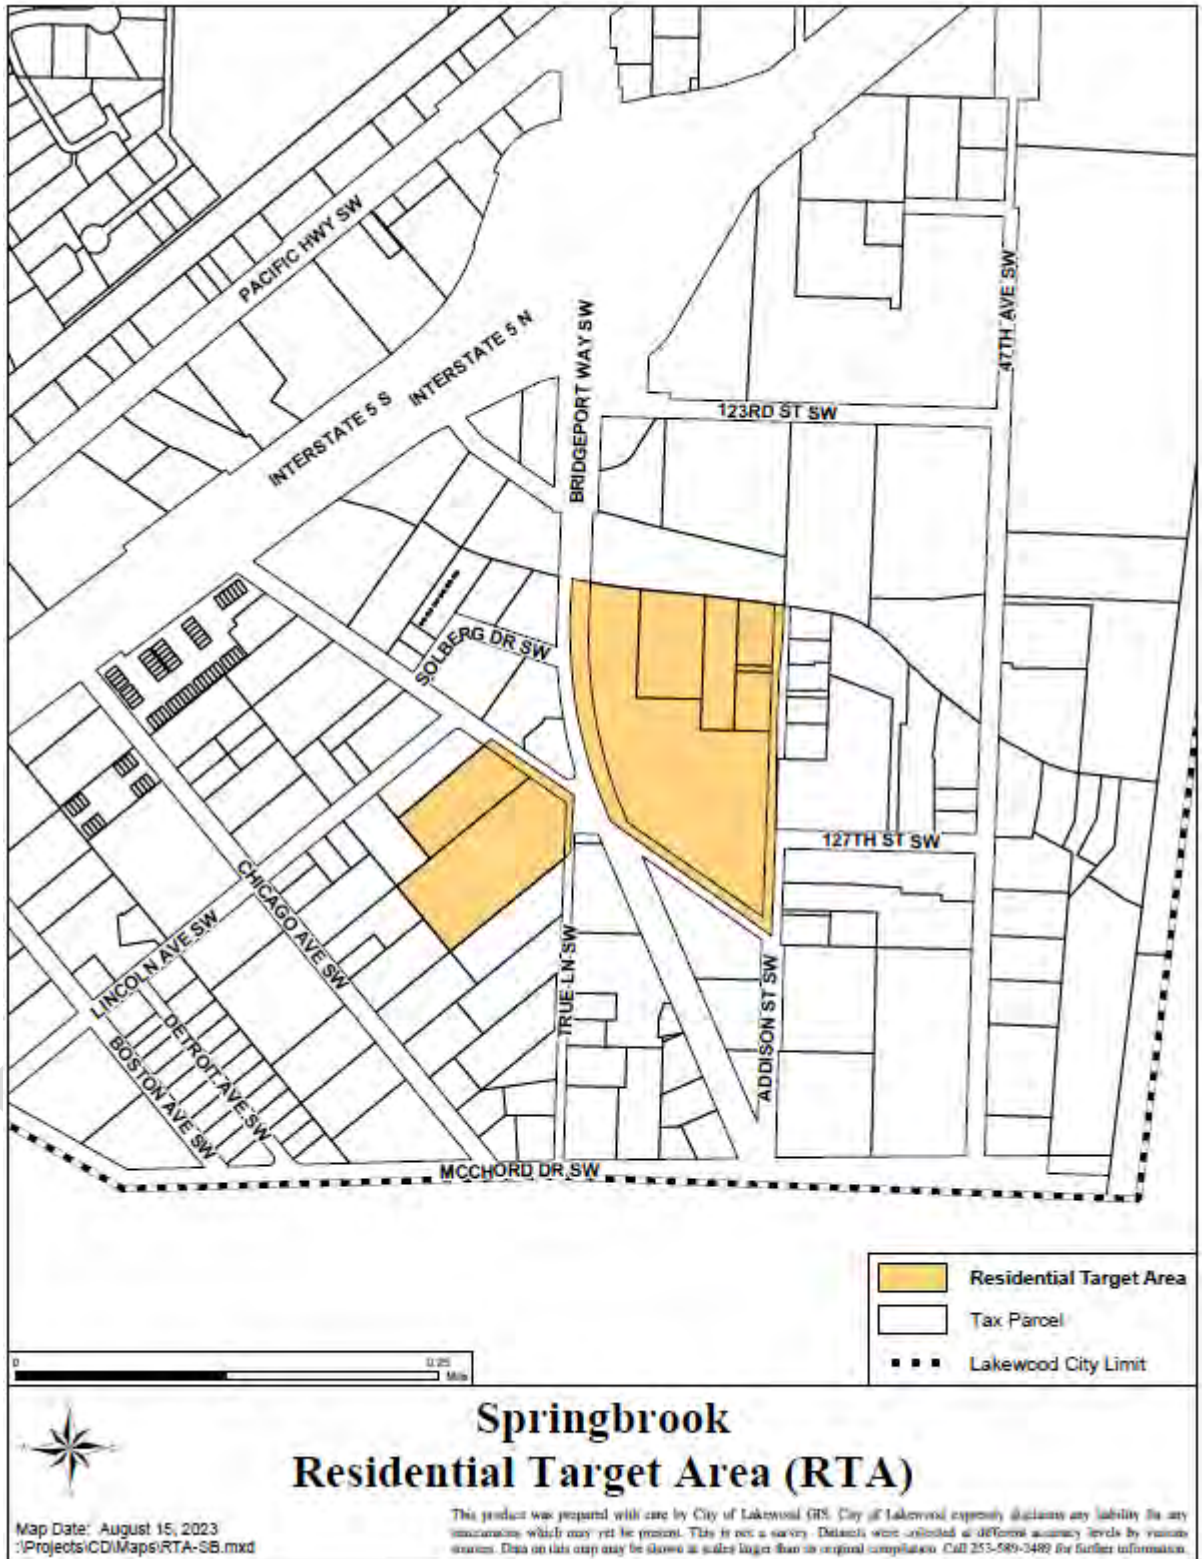 PACIFIC HWY SW
INTERSTATE 5 N
INTERSTATE 5 S
BRIDGEPORT WAY SW
47TH AVE SW
123RD ST SW
SOLBERG DR SW
127TH ST SW
CHICAGO AVE SW
LINCOLN AVE SW
TRUE LN SW
ADDISON ST SW
DETROIT AVE SW
BOSTON AVE SW
MCCHORD DR SW
Residential Target Area
Tax Parcel
Lakewood City Limit
0 0.25
Mile
Springbrook
Residential Target Area (RTA)
Map Date: August 15, 2023
:\Projects\CD\Maps\RTA-SB.mxd
This product was prepared with care by City of Lakewood GIS. City of Lakewood expressly disclaims any liability for any
inaccuracies which may yet be present. This is not a survey. Datasets were collected at different accuracy levels by various
sources. Data on this map may be shown at scales larger than its original compilation. Call 253-589-2489 for further information.